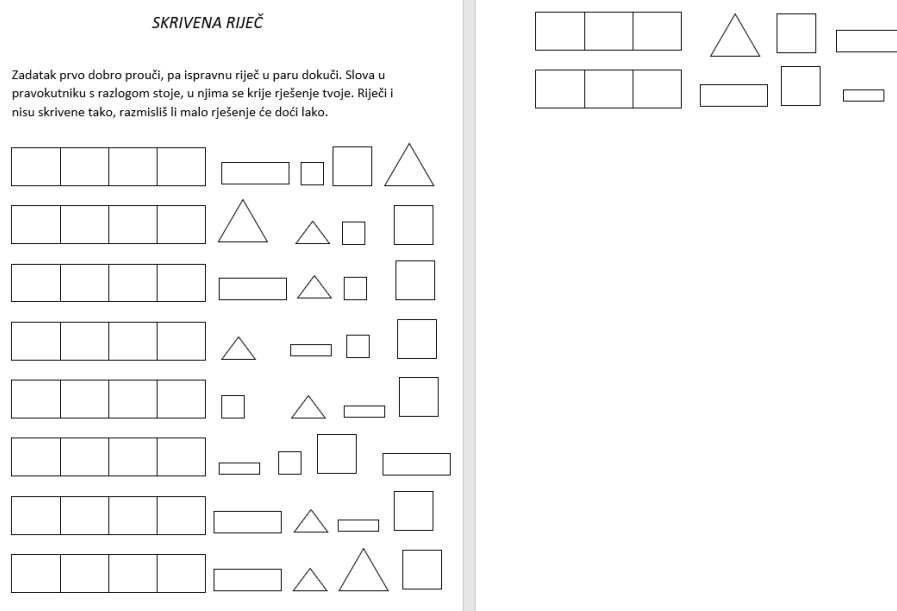 SKRIVENA RIJEČ
Zadatak prvo dobro prouči, pa ispravnu riječ u paru dokuči. Slova u
pravokutniku s razlogom stoje, u njima se krije rješenje tvoje. Riječi i
nisu skrivene tako, razmisliš li malo rješenje će doći lako.